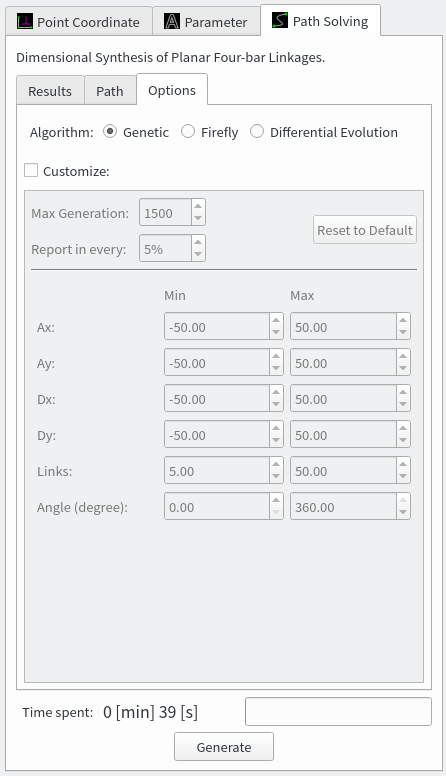 Point Coordinate Parameter Path Solving
Dimensional Synthesis of Planar Four-bar Linkages.
Results Path Options
Algorithm: Genetic Firefly Differential Evolution
Customize:
Max Generation: 1500
Reset to Default
Report in every: 5%
Min Max
Ax: -50.00 50.00
Ay: -50.00 50.00
Dx: -50.00 50.00
Dy: -50.00 50.00
Links: 5.00 50.00
Angle (degree): 0.00 360.00
Time spent: 0 [min] 39 [s]
Generate